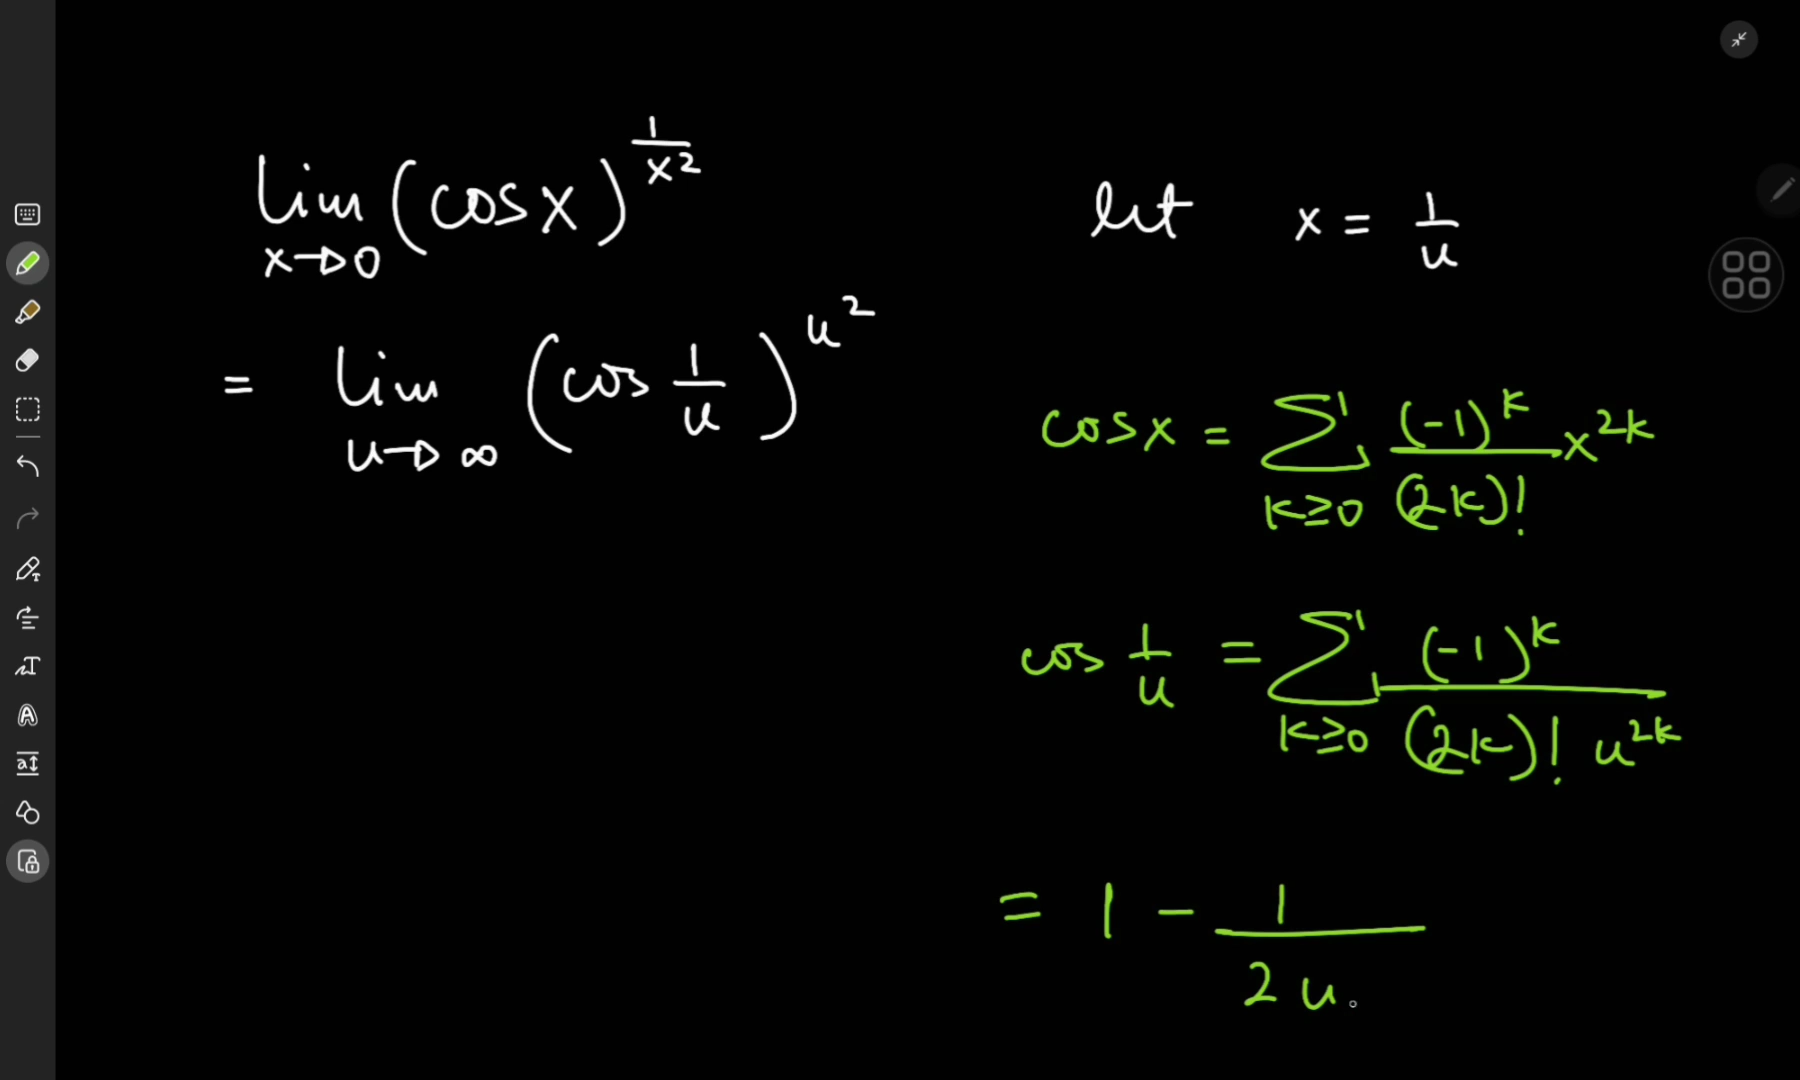 lim (cos x)^(1/x²)
x→0
= lim (cos 1/u)^(u²)
u→∞
let x = 1/u
cos x = Σ (-1)^k/(2k)! x^(2k)
k≥0
cos 1/u = Σ (-1)^k/((2k)! u^(2k))
k≥0
= 1 - 1/(2u